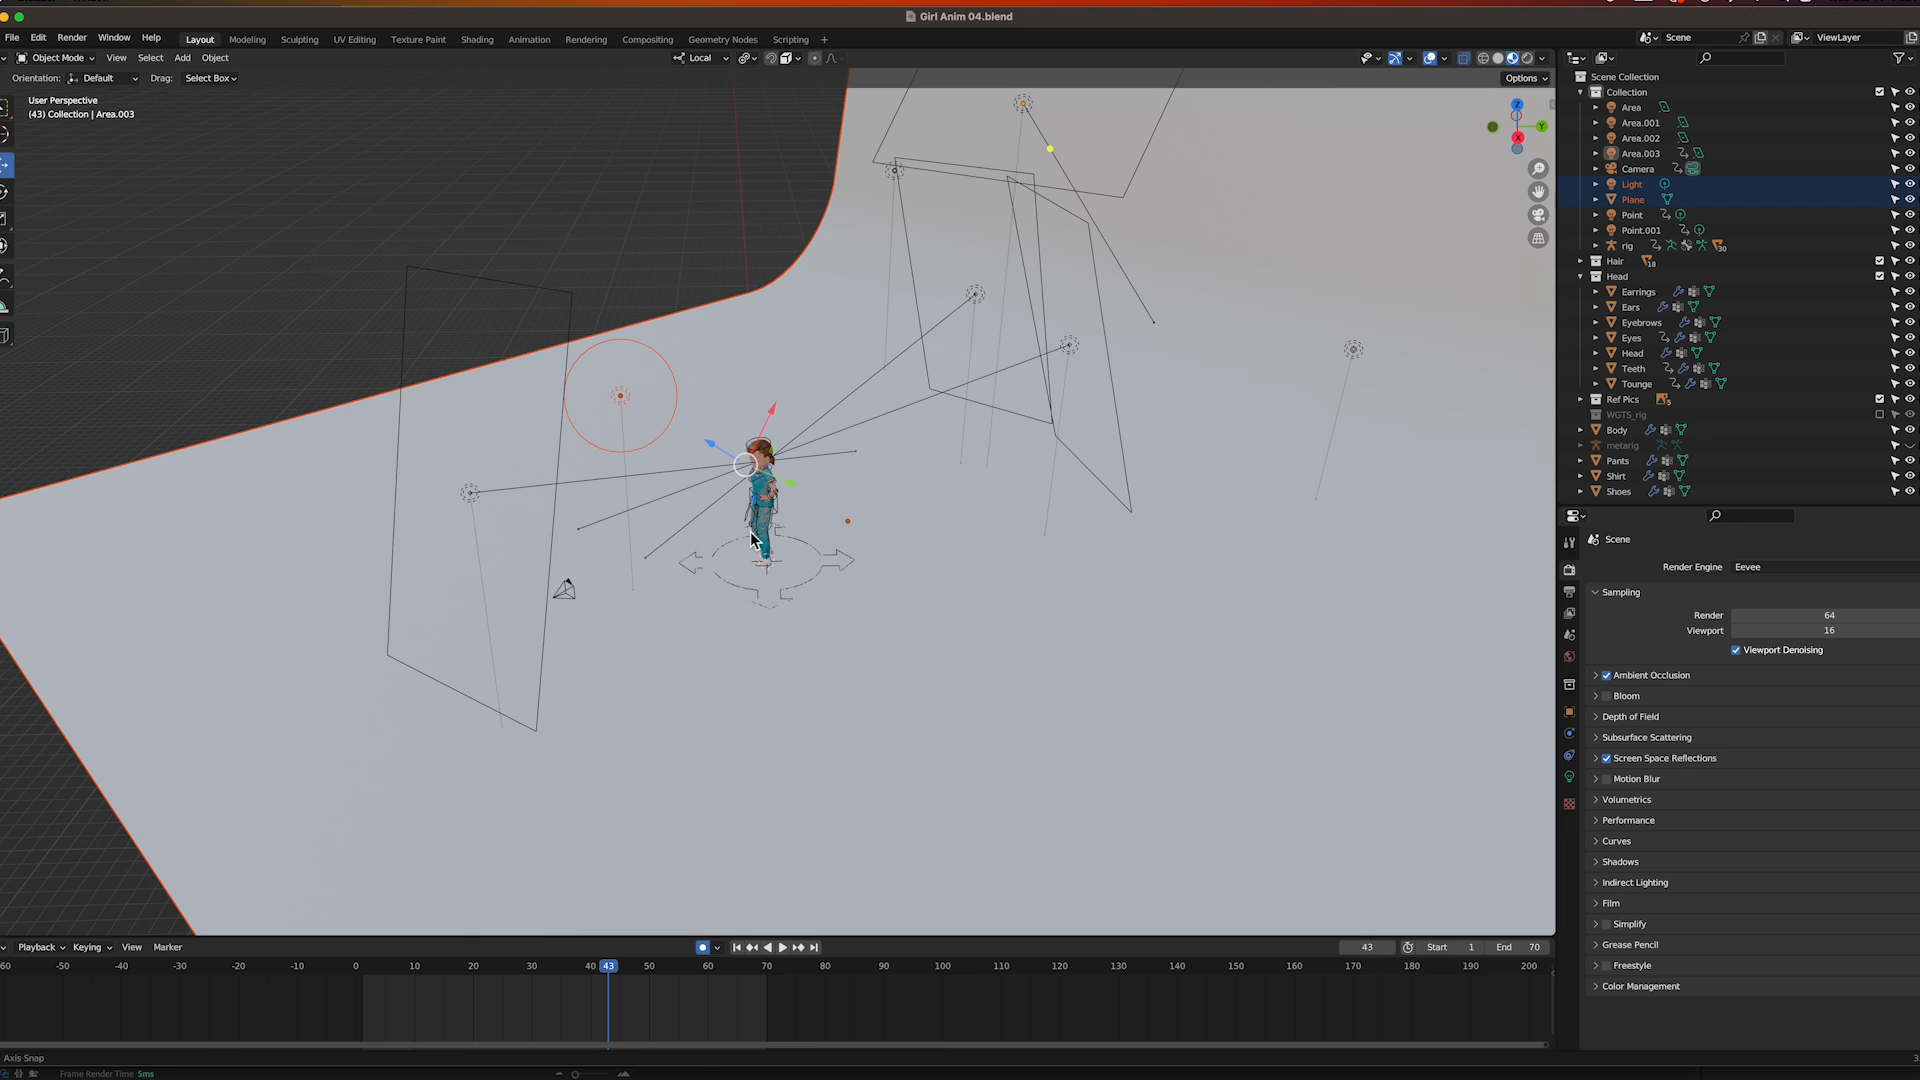 Girl Anim 04.blend
File Edit Render Window Help Layout Modeling Sculpting UV Editing Texture Paint Shading Animation Rendering Compositing Geometry Nodes Scripting + Scene ViewLayer
Object Mode View Select Add Object Local
Orientation: Default Drag: Select Box Options
User Perspective
(43) Collection | Area.003
Z
Y
X
Scene Collection
Collection
Area
Area.001
Area.002
Area.003
Camera
Light
Plane
Point
Point.001
rig 30
Hair 18
Head
Earrings
Ears
Eyebrows
Eyes
Head
Teeth
Tounge
Ref Pics 5
WGTS_rig
Body
metarig
Pants
Shirt
Shoes
Scene
Render Engine Eevee
Sampling
Render 64
Viewport 16
Viewport Denoising
Ambient Occlusion
Bloom
Depth of Field
Subsurface Scattering
Screen Space Reflections
Motion Blur
Volumetrics
Performance
Curves
Shadows
Indirect Lighting
Film
Simplify
Grease Pencil
Freestyle
Color Management
Playback Keying View Marker 43 Start 1 End 70
60 -50 -40 -30 -20 -10 0 10 20 30 40 43 50 60 70 80 90 100 110 120 130 140 150 160 170 180 190 200
Axis Snap
Frame Render Time 5ms